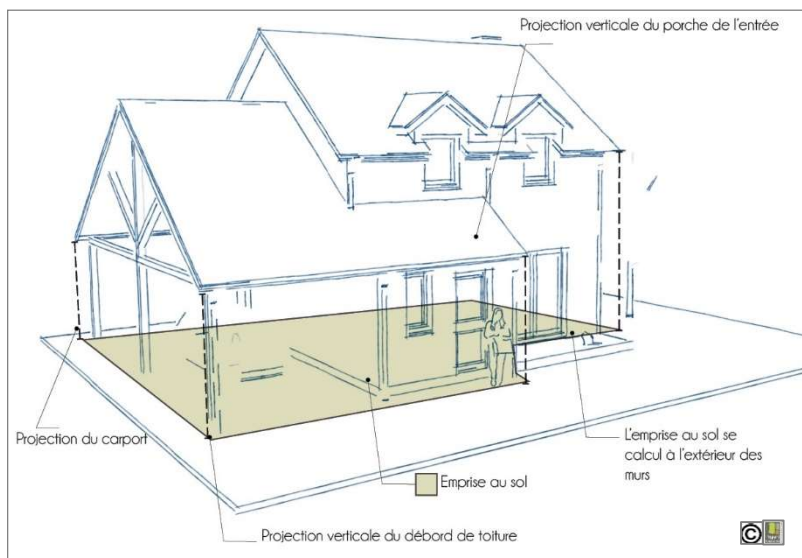 Projection verticale du porche de l'entrée
Projection du carport
L'emprise au sol se
calcul à l'extérieur des
murs
Emprise au sol
Projection verticale du débord de toiture
©